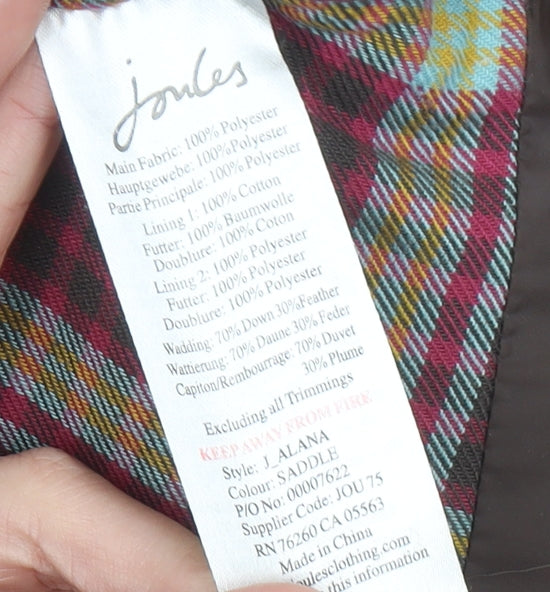 Joules
Main Fabric: 100% Polyester
Hauptgewebe: 100%Polyester
Partie Principale: 100% Polyester
Lining 1: 100% Cotton
Futter: 100% Baumwolle
Doublure: 100% Coton
Lining 2: 100% Polyester
Futter: 100% Polyester
Doublure: 100% Polyester
Wadding: 70% Down 30%Feather
Wattierung: 70% Daune 30% Feder
Capiton/Rembourrage: 70% Duvet
30% Plume
Excluding all Trimmings
KEEP AWAY FROM FIRE
Style: J_ALANA
Colour: SADDLE
P/O No: 00007622
Supplier Code: JOU 75
RN 76260 CA 05563
Made in China
joulesclothing.com
this information